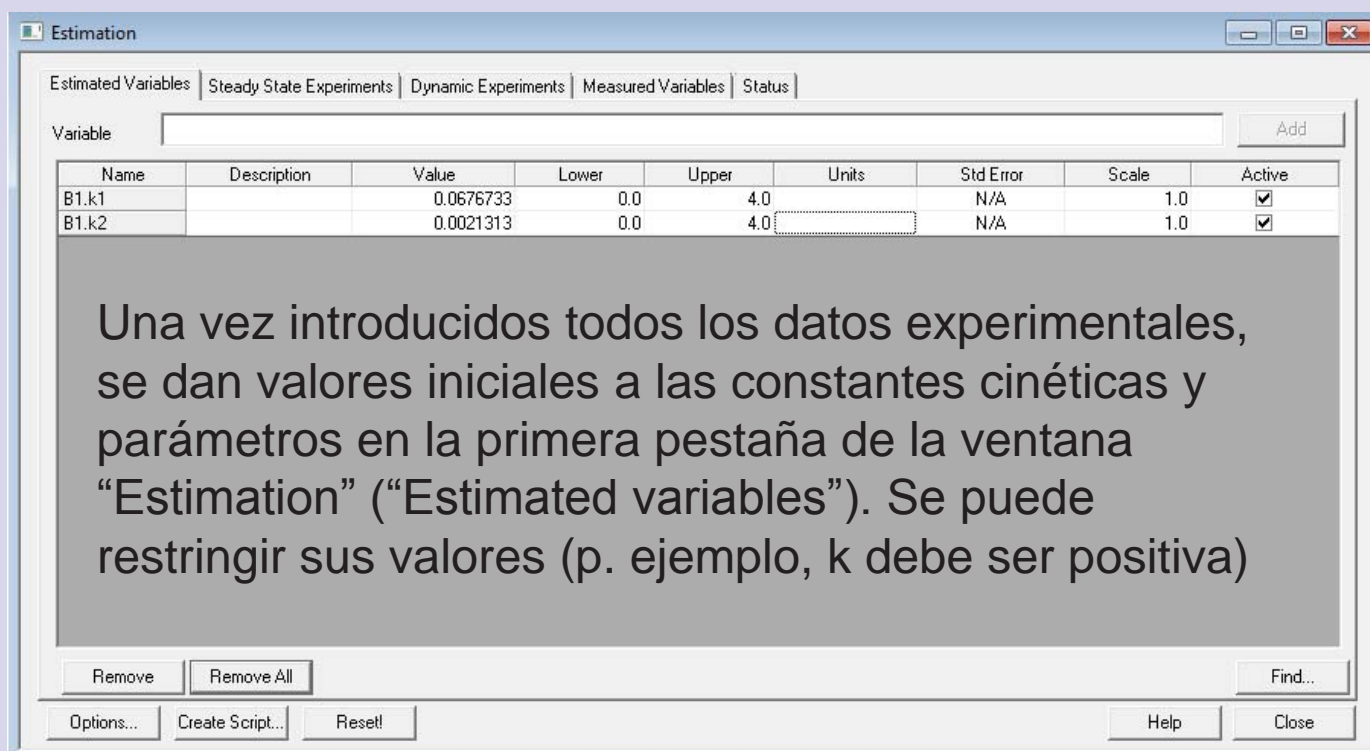 Estimation
Estimated Variables Steady State Experiments Dynamic Experiments Measured Variables Status
Variable Add
Name Description Value Lower Upper Units Std Error Scale Active
B1.k1 0.0676733 0.0 4.0 N/A 1.0
B1.k2 0.0021313 0.0 4.0 N/A 1.0
Una vez introducidos todos los datos experimentales,
se dan valores iniciales a las constantes cinéticas y
parámetros en la primera pestaña de la ventana
“Estimation” (“Estimated variables”). Se puede
restringir sus valores (p. ejemplo, k debe ser positiva)
Remove Remove All Find...
Options... Create Script... Reset! Help Close